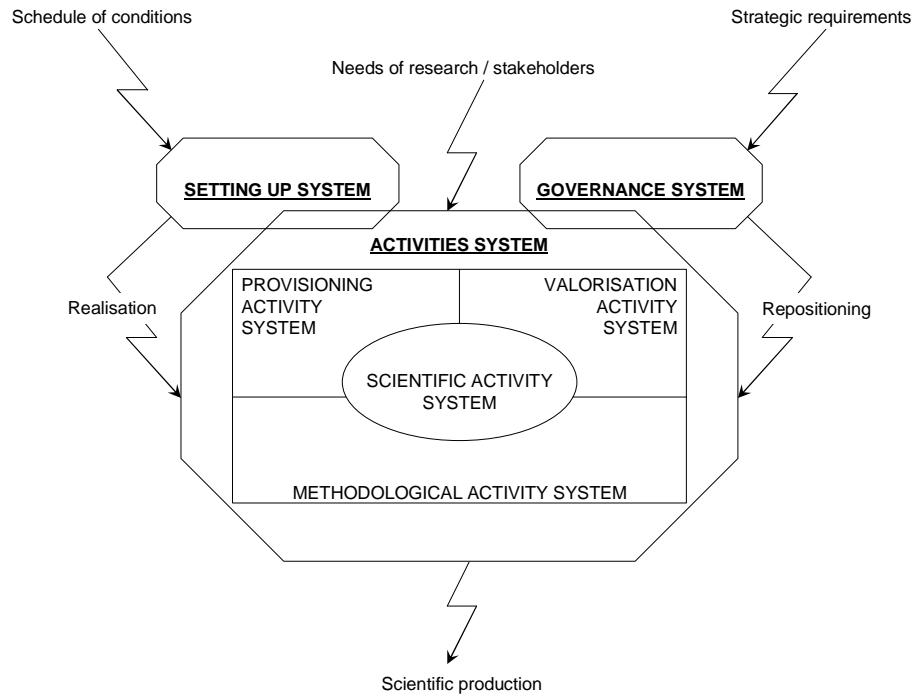 Schedule of conditions
Strategic requirements
Needs of research / stakeholders
SETTING UP SYSTEM
GOVERNANCE SYSTEM
ACTIVITIES SYSTEM
PROVISIONING
ACTIVITY
SYSTEM
VALORISATION
ACTIVITY
SYSTEM
Realisation
Repositioning
SCIENTIFIC ACTIVITY
SYSTEM
METHODOLOGICAL ACTIVITY SYSTEM
Scientific production